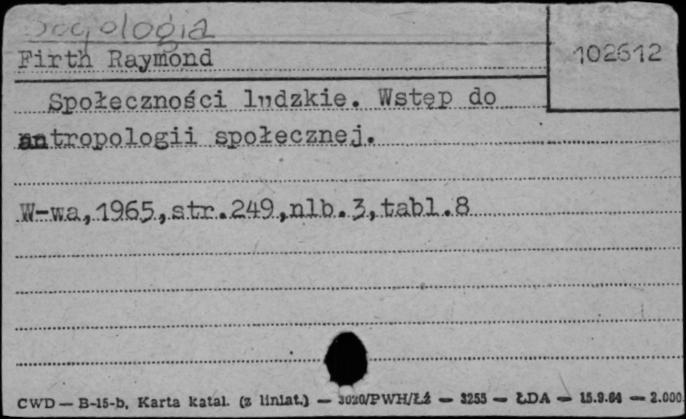 Socjologia
Firth Raymond
102612
Społeczności ludzkie. Wstęp do
antropologii społecznej.
W-wa, 1965, str.249, nlb.3, tabl.8
CWD — B-15-b, Karta katal. (z liniat.) — 3020/PWH/Łź — 3255 — ŁDA — 15.9.64 — 2.000